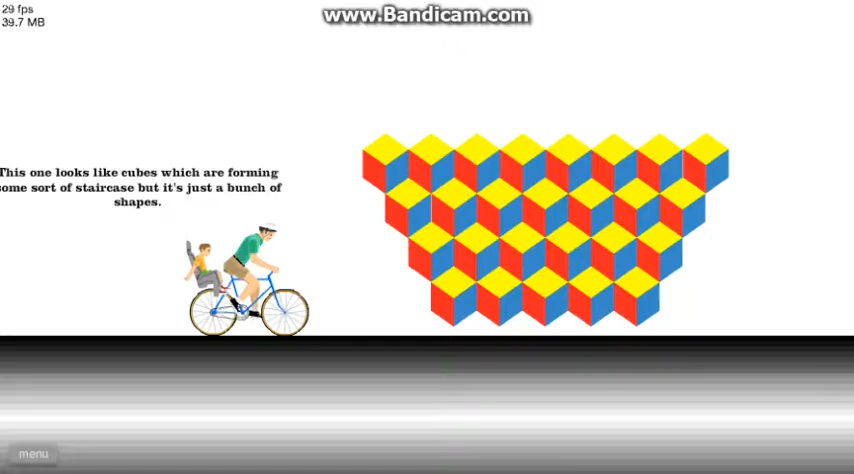 29 fps
39.7 MB
www.Bandicam.com
This one looks like cubes which are forming
some sort of staircase but it's just a bunch of
shapes.
menu